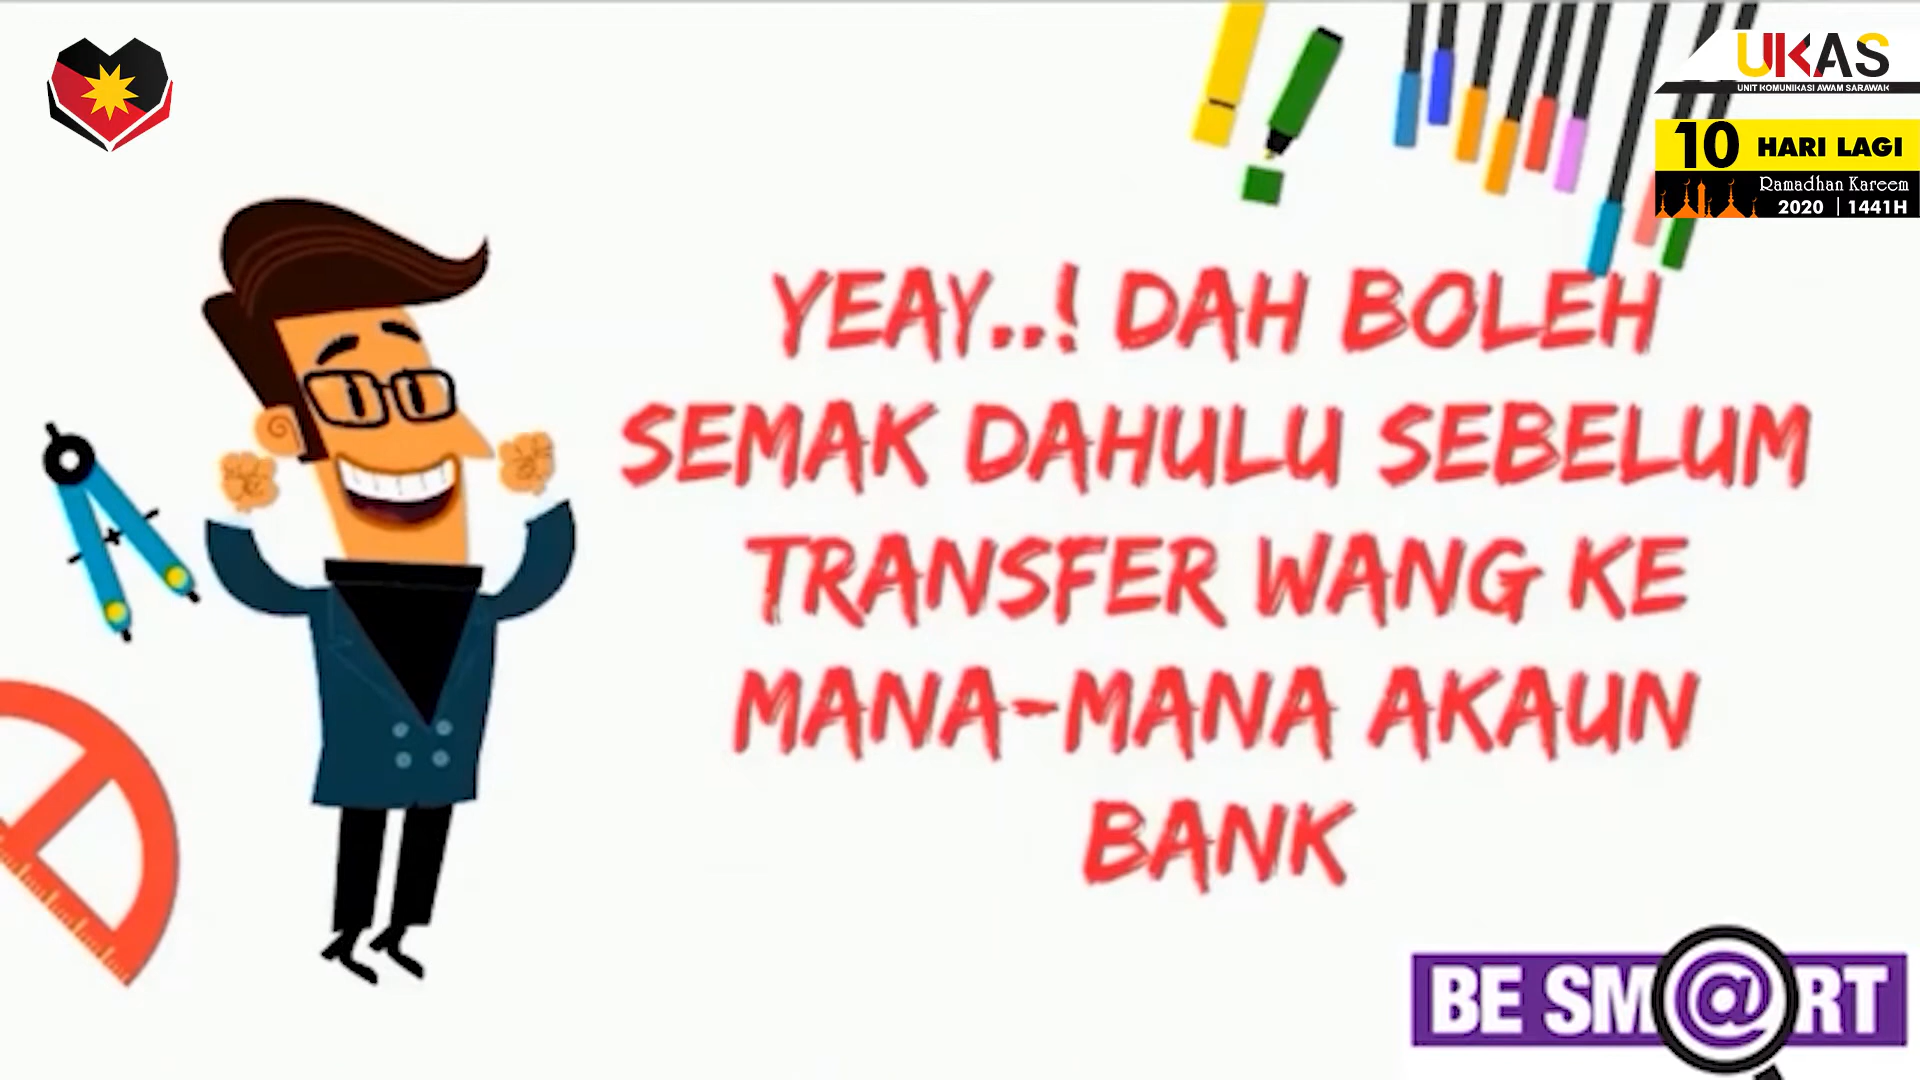 UKAS
UNIT KOMUNIKASI AWAM SARAWAK
10 HARI LAGI
Ramadhan Kareem
2020 | 1441H
YEAY..! DAH BOLEH
SEMAK DAHULU SEBELUM
TRANSFER WANG KE
MANA-MANA AKAUN
BANK
BE SM@RT